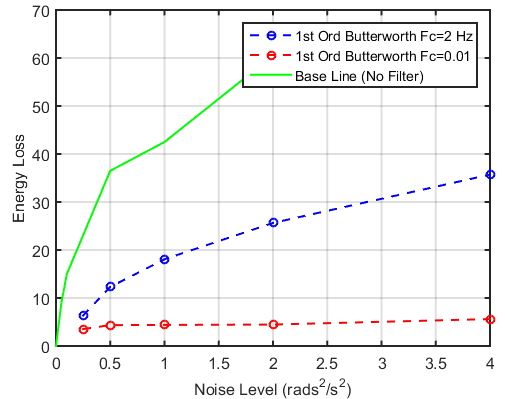 70
60
50
40
30
20
10
0
Energy Loss
1st Ord Butterworth Fc=2 Hz
1st Ord Butterworth Fc=0.01
Base Line (No Filter)
0 0.5 1 1.5 2 2.5 3 3.5 4
Noise Level (rads²/s²)